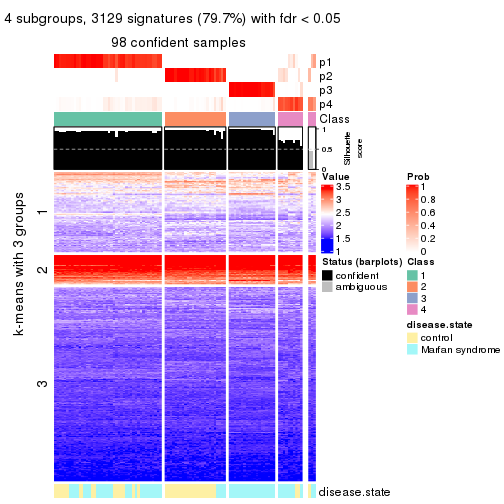 4 subgroups, 3129 signatures (79.7%) with fdr < 0.05
98 confident samples
p1
p2
p3
p4
Class
1
0.5
0
Silhouette
score
k-means with 3 groups
1
2
3
disease.state
Value
3.5
3
2.5
2
1.5
1
Prob
1
0.8
0.6
0.4
0.2
0
Status (barplots)
confident
ambiguous
Class
1
2
3
4
disease.state
control
Marfan syndrome